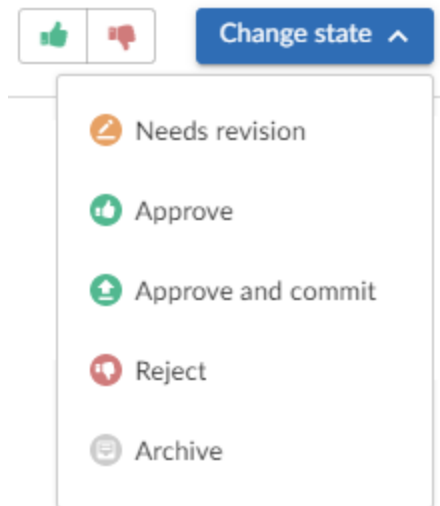 Change state
Needs revision
Approve
Approve and commit
Reject
Archive